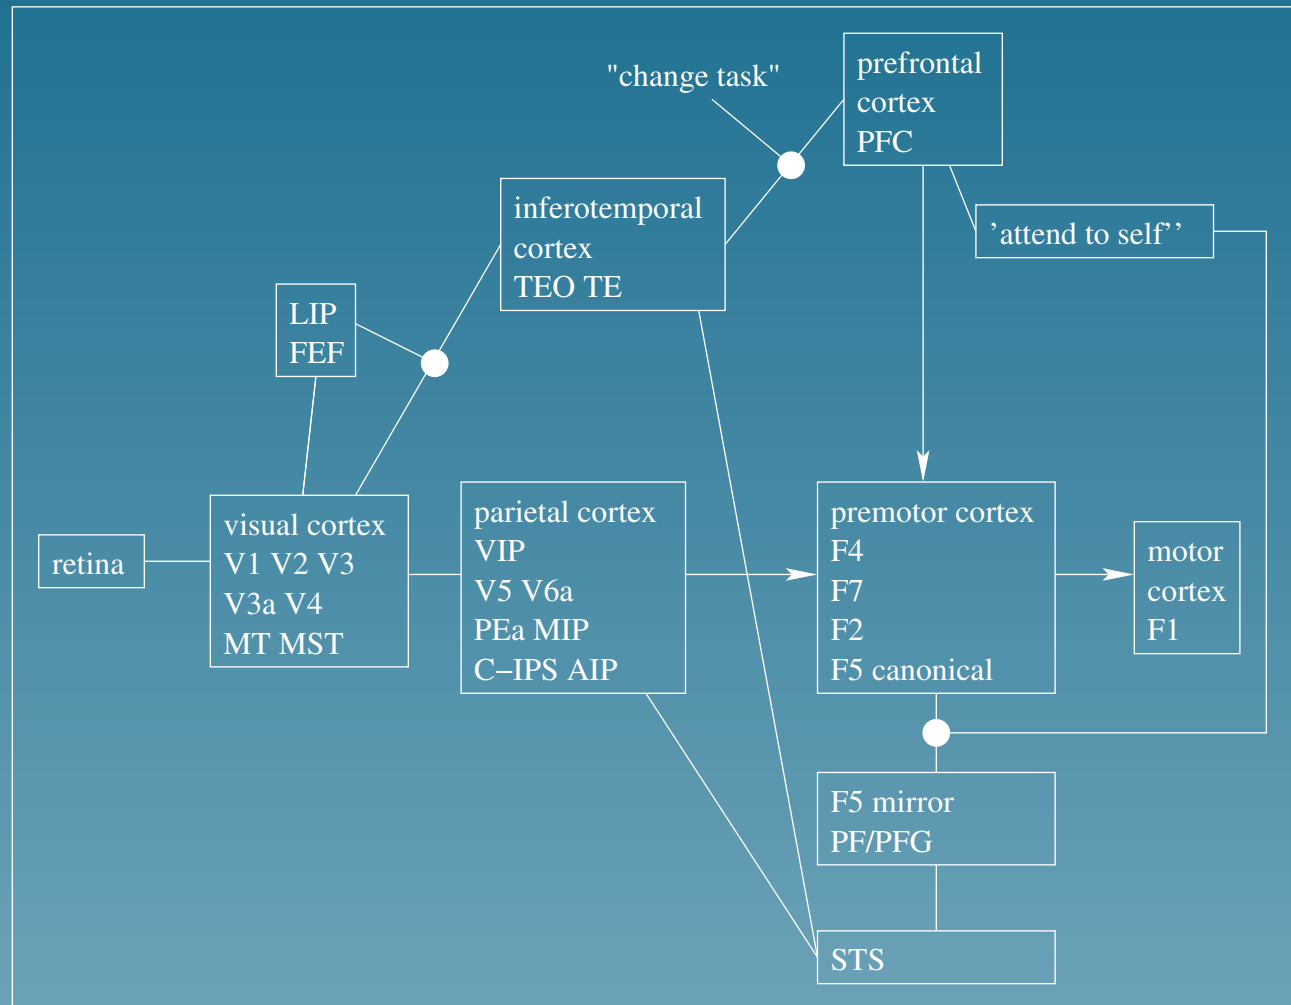 "change task"
prefrontal
cortex
PFC
inferotemporal
cortex
TEO TE
’attend to self’’
LIP
FEF
retina
visual cortex
V1 V2 V3
V3a V4
MT MST
parietal cortex
VIP
V5 V6a
PEa MIP
C−IPS AIP
premotor cortex
F4
F7
F2
F5 canonical
motor
cortex
F1
F5 mirror
PF/PFG
STS